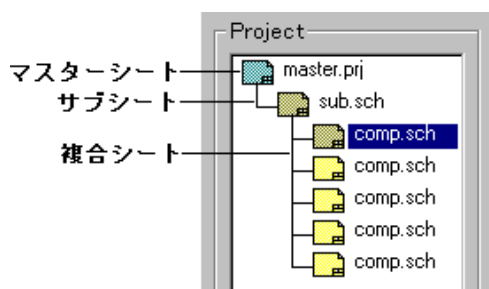 Project
マスターシート
master.prj
サブシート
sub.sch
comp.sch
複合シート
comp.sch
comp.sch
comp.sch
comp.sch